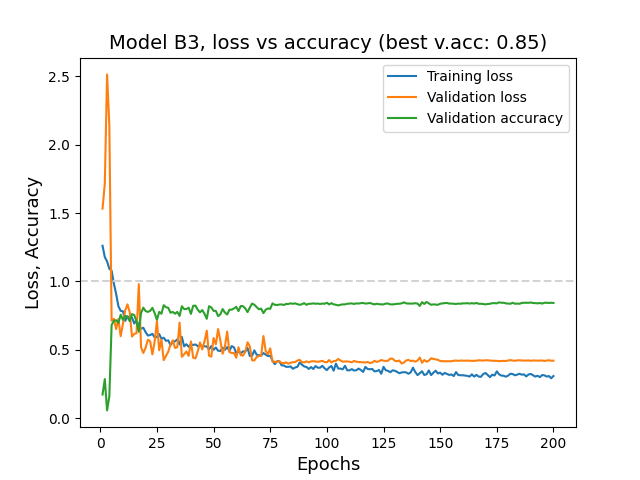 Model B3, loss vs accuracy (best v.acc: 0.85)
Training loss
Validation loss
Validation accuracy
2.5
2.0
1.5
1.0
0.5
0.0
Loss, Accuracy
0 25 50 75 100 125 150 175 200
Epochs